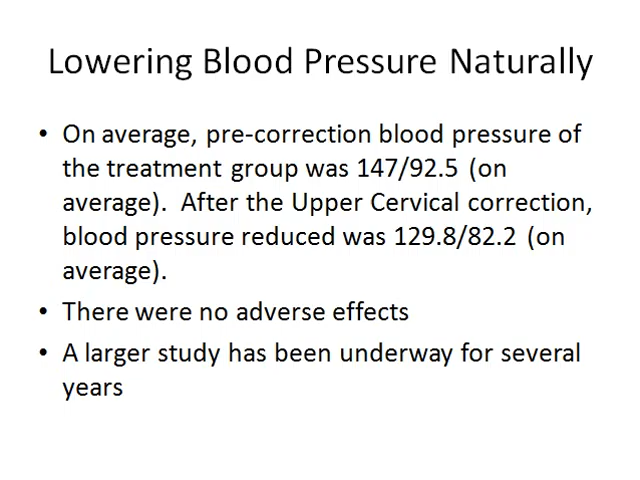 Lowering Blood Pressure Naturally
• On average, pre-correction blood pressure of
the treatment group was 147/92.5 (on
average).  After the Upper Cervical correction,
blood pressure reduced was 129.8/82.2 (on
average).
• There were no adverse effects
• A larger study has been underway for several
years